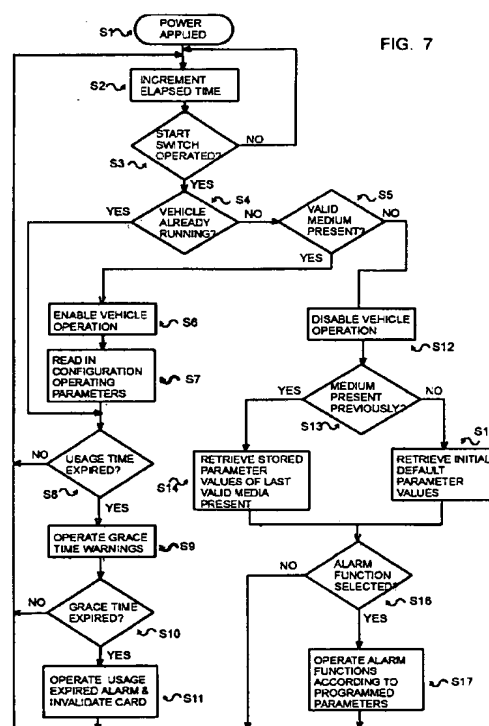 FIG. 7
S1
POWER
APPLIED
S2
INCREMENT
ELAPSED TIME
START
SWITCH
OPERATED?
NO
S3
YES
S4
YES
VEHICLE
ALREADY
RUNNING?
NO
S5
VALID
MEDIUM
PRESENT?
NO
YES
ENABLE VEHICLE
OPERATION
S6
DISABLE VEHICLE
OPERATION
S12
READ IN
CONFIGURATION
OPERATING
PARAMETERS
S7
YES
MEDIUM
PRESENT
PREVIOUSLY?
NO
S13
S1
NO
USAGE TIME
EXPIRED?
S8
YES
RETRIEVE STORED
PARAMETER
VALUES OF LAST
VALID MEDIA
PRESENT
S14
RETRIEVE INITIAL
DEFAULT
PARAMETER
VALUES
OPERATE GRACE
TIME WARNINGS
S9
NO
ALARM
FUNCTION
SELECTED?
S16
YES
NO
GRACE TIME
EXPIRED?
S10
YES
OPERATE USAGE
EXPIRED ALARM &
INVALIDATE CARD
S11
OPERATE ALARM
FUNCTIONS
ACCORDING TO
PROGRAMMED
PARAMETERS
S17